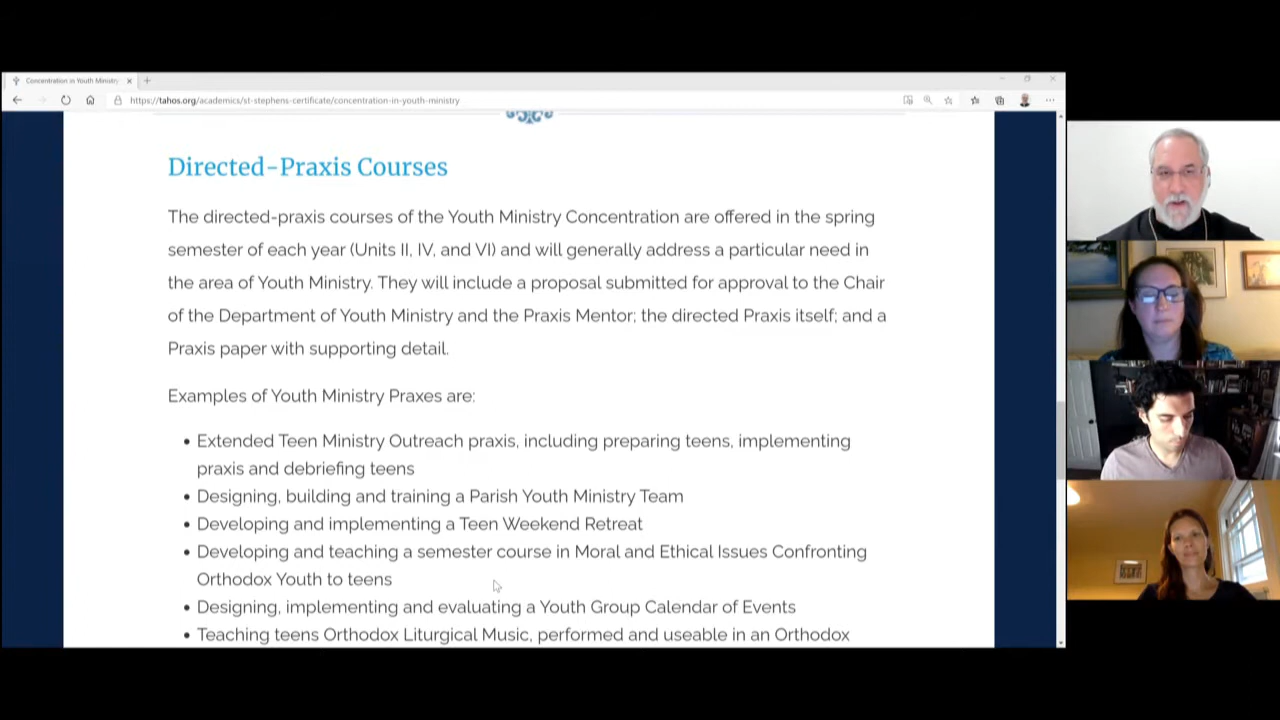 Concentration in Youth Ministry
https://tahos.org/academics/st-stephens-certificate/concentration-in-youth-ministry
Directed-Praxis Courses
The directed-praxis courses of the Youth Ministry Concentration are offered in the spring
semester of each year (Units II, IV, and VI) and will generally address a particular need in
the area of Youth Ministry. They will include a proposal submitted for approval to the Chair
of the Department of Youth Ministry and the Praxis Mentor; the directed Praxis itself; and a
Praxis paper with supporting detail.
Examples of Youth Ministry Praxes are:
• Extended Teen Ministry Outreach praxis, including preparing teens, implementing
praxis and debriefing teens
• Designing, building and training a Parish Youth Ministry Team
• Developing and implementing a Teen Weekend Retreat
• Developing and teaching a semester course in Moral and Ethical Issues Confronting
Orthodox Youth to teens
• Designing, implementing and evaluating a Youth Group Calendar of Events
• Teaching teens Orthodox Liturgical Music, performed and useable in an Orthodox